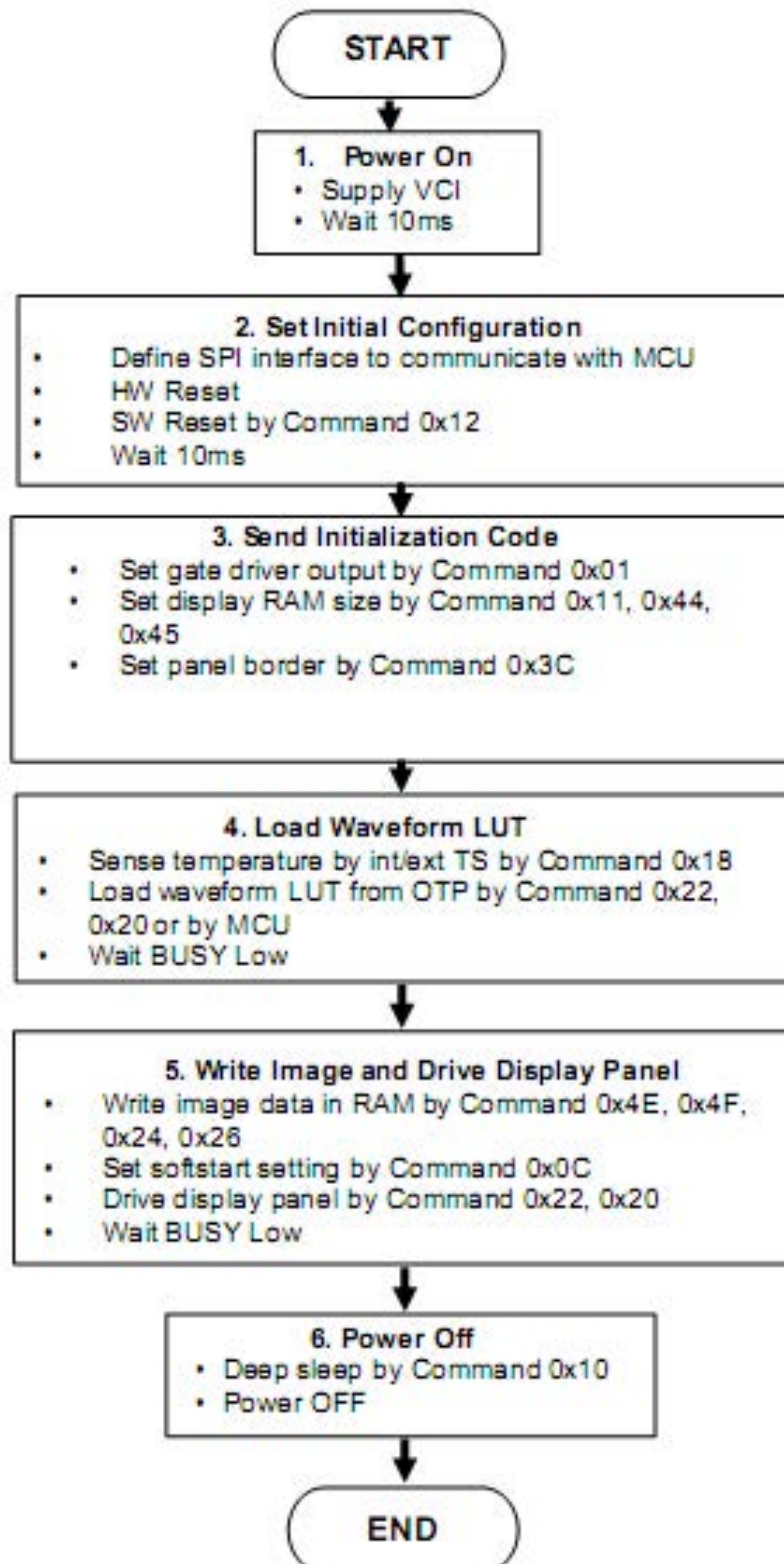 START
1. Power On
• Supply VCI
• Wait 10ms
2. Set Initial Configuration
• Define SPI interface to communicate with MCU
• HW Reset
• SW Reset by Command 0x12
• Wait 10ms
3. Send Initialization Code
• Set gate driver output by Command 0x01
• Set display RAM size by Command 0x11, 0x44,
0x45
• Set panel border by Command 0x3C
4. Load Waveform LUT
• Sense temperature by int/ext TS by Command 0x18
• Load waveform LUT from OTP by Command 0x22,
0x20 or by MCU
• Wait BUSY Low
5. Write Image and Drive Display Panel
• Write image data in RAM by Command 0x4E, 0x4F,
0x24, 0x26
• Set softstart setting by Command 0x0C
• Drive display panel by Command 0x22, 0x20
• Wait BUSY Low
6. Power Off
• Deep sleep by Command 0x10
• Power OFF
END